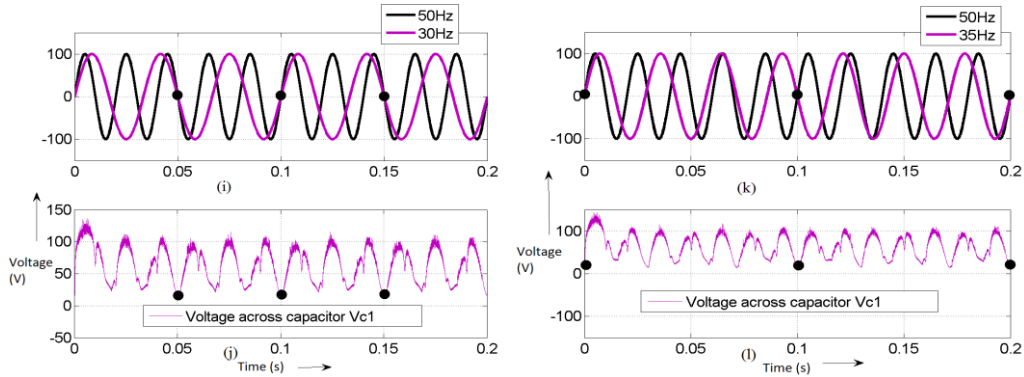 50Hz
30Hz
100
0
-100
0 0.05 0.1 0.15 0.2
(i)
150
100
50
0
-50
Voltage
(V)
Voltage across capacitor Vc1
0 0.05 0.1 0.15 0.2
(j)
Time (s)
50Hz
35Hz
100
0
-100
0 0.05 0.1 0.15 0.2
(k)
100
0
-100
Voltage
(V)
Voltage across capacitor Vc1
0 0.05 0.1 0.15 0.2
(l)
Time (s)